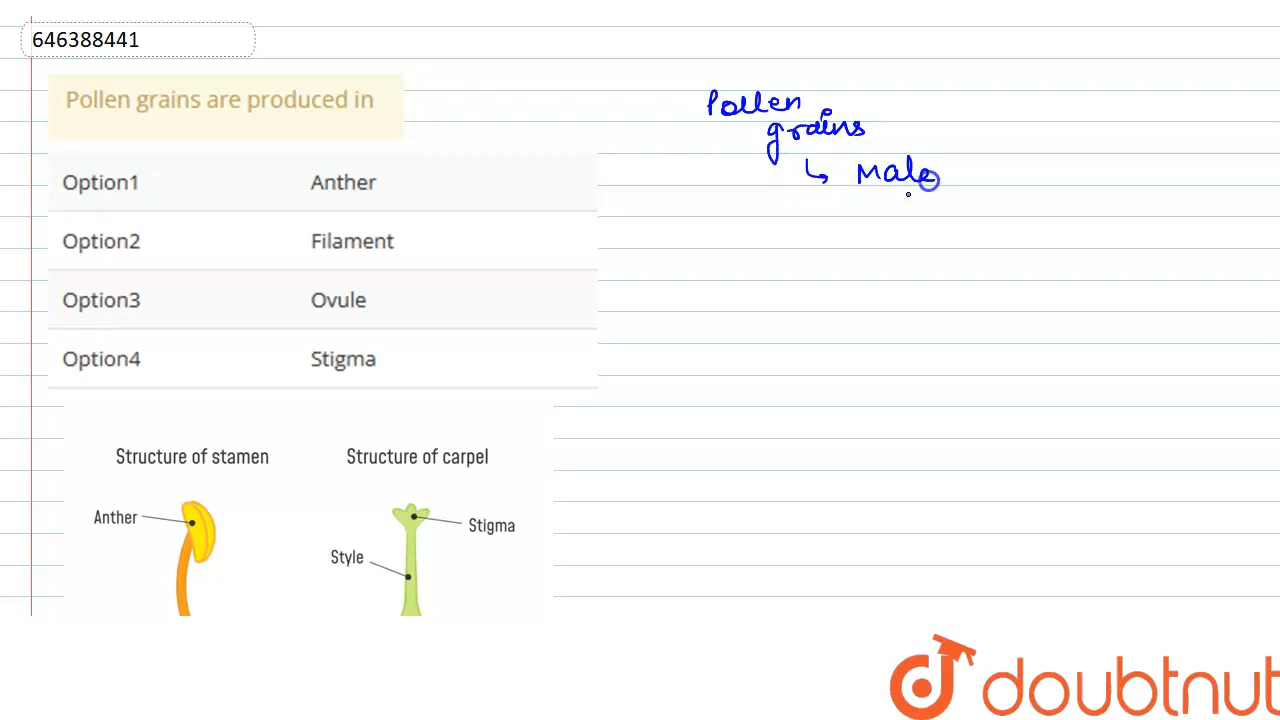 646388441
Pollen grains are produced in
Option1 Anther
Option2 Filament
Option3 Ovule
Option4 Stigma
Structure of stamen Structure of carpel
Anther
Stigma
Style
Pollen
grains
↳ Male
doubtnut